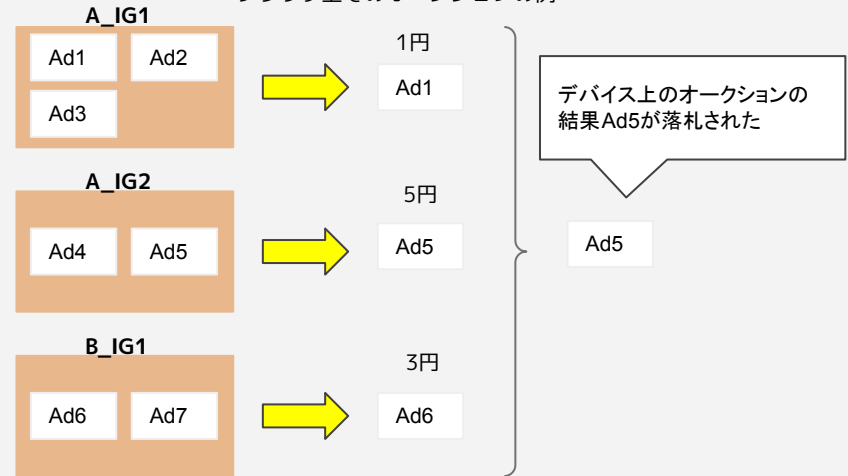 A_IG1
Ad1 Ad2
Ad3
1円
Ad1
A_IG2
Ad4 Ad5
5円
Ad5
B_IG1
Ad6 Ad7
3円
Ad6
デバイス上のオークションの
結果Ad5が落札された
Ad5